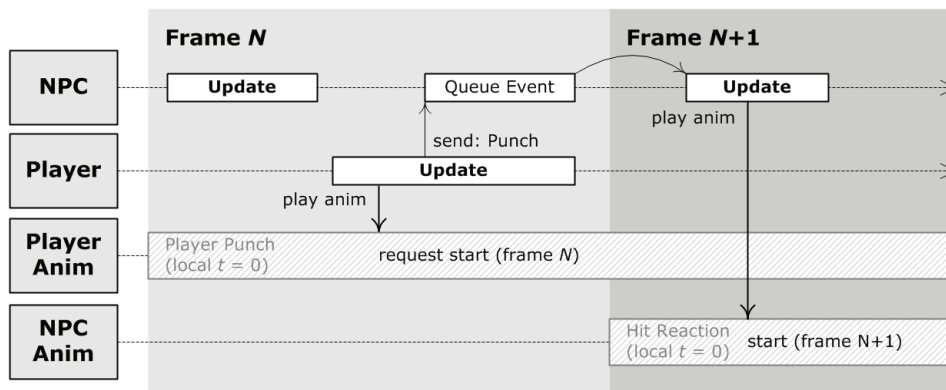 Frame N
Frame N+1
NPC
Update
Queue Event
Update
play anim
send: Punch
Player
Update
play anim
Player
Anim
Player Punch
(local t = 0)
request start (frame N)
NPC
Anim
Hit Reaction
(local t = 0)
start (frame N+1)